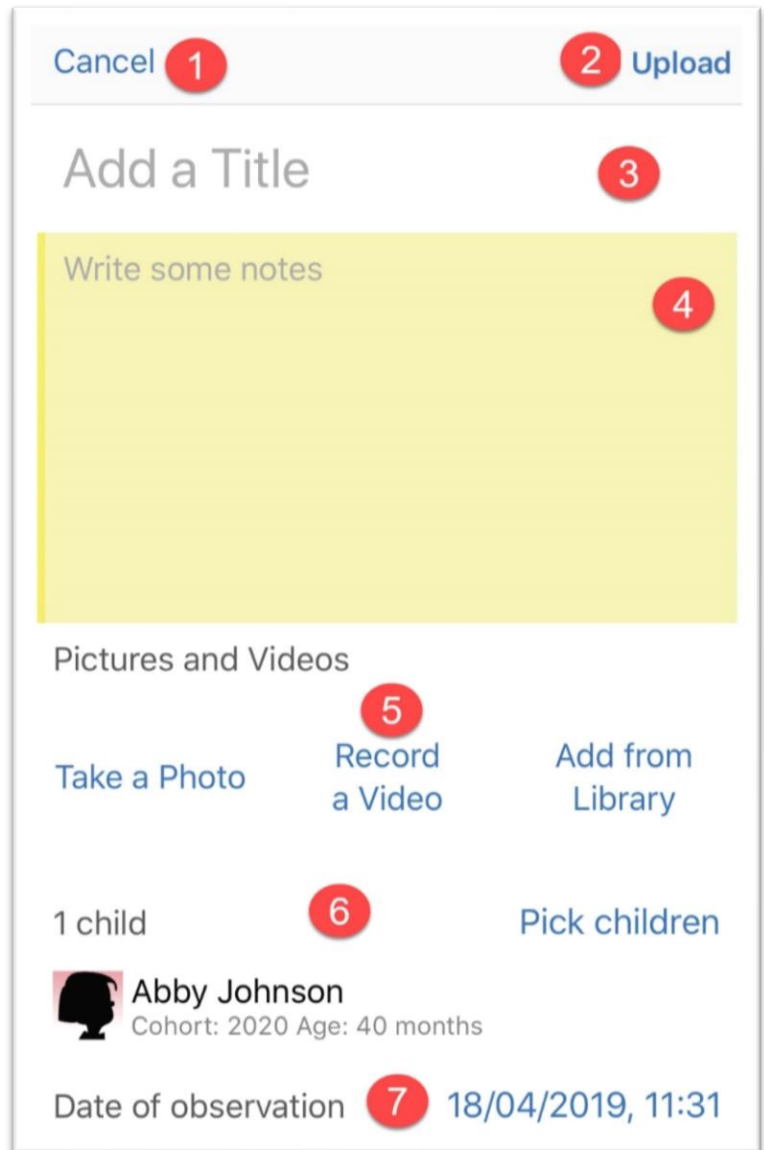 Cancel 1 2 Upload
Add a Title 3
Write some notes
4
Pictures and Videos
5
Take a Photo
Record
a Video
Add from
Library
1 child 6 Pick children
Abby Johnson
Cohort: 2020 Age: 40 months
Date of observation 7 18/04/2019, 11:31